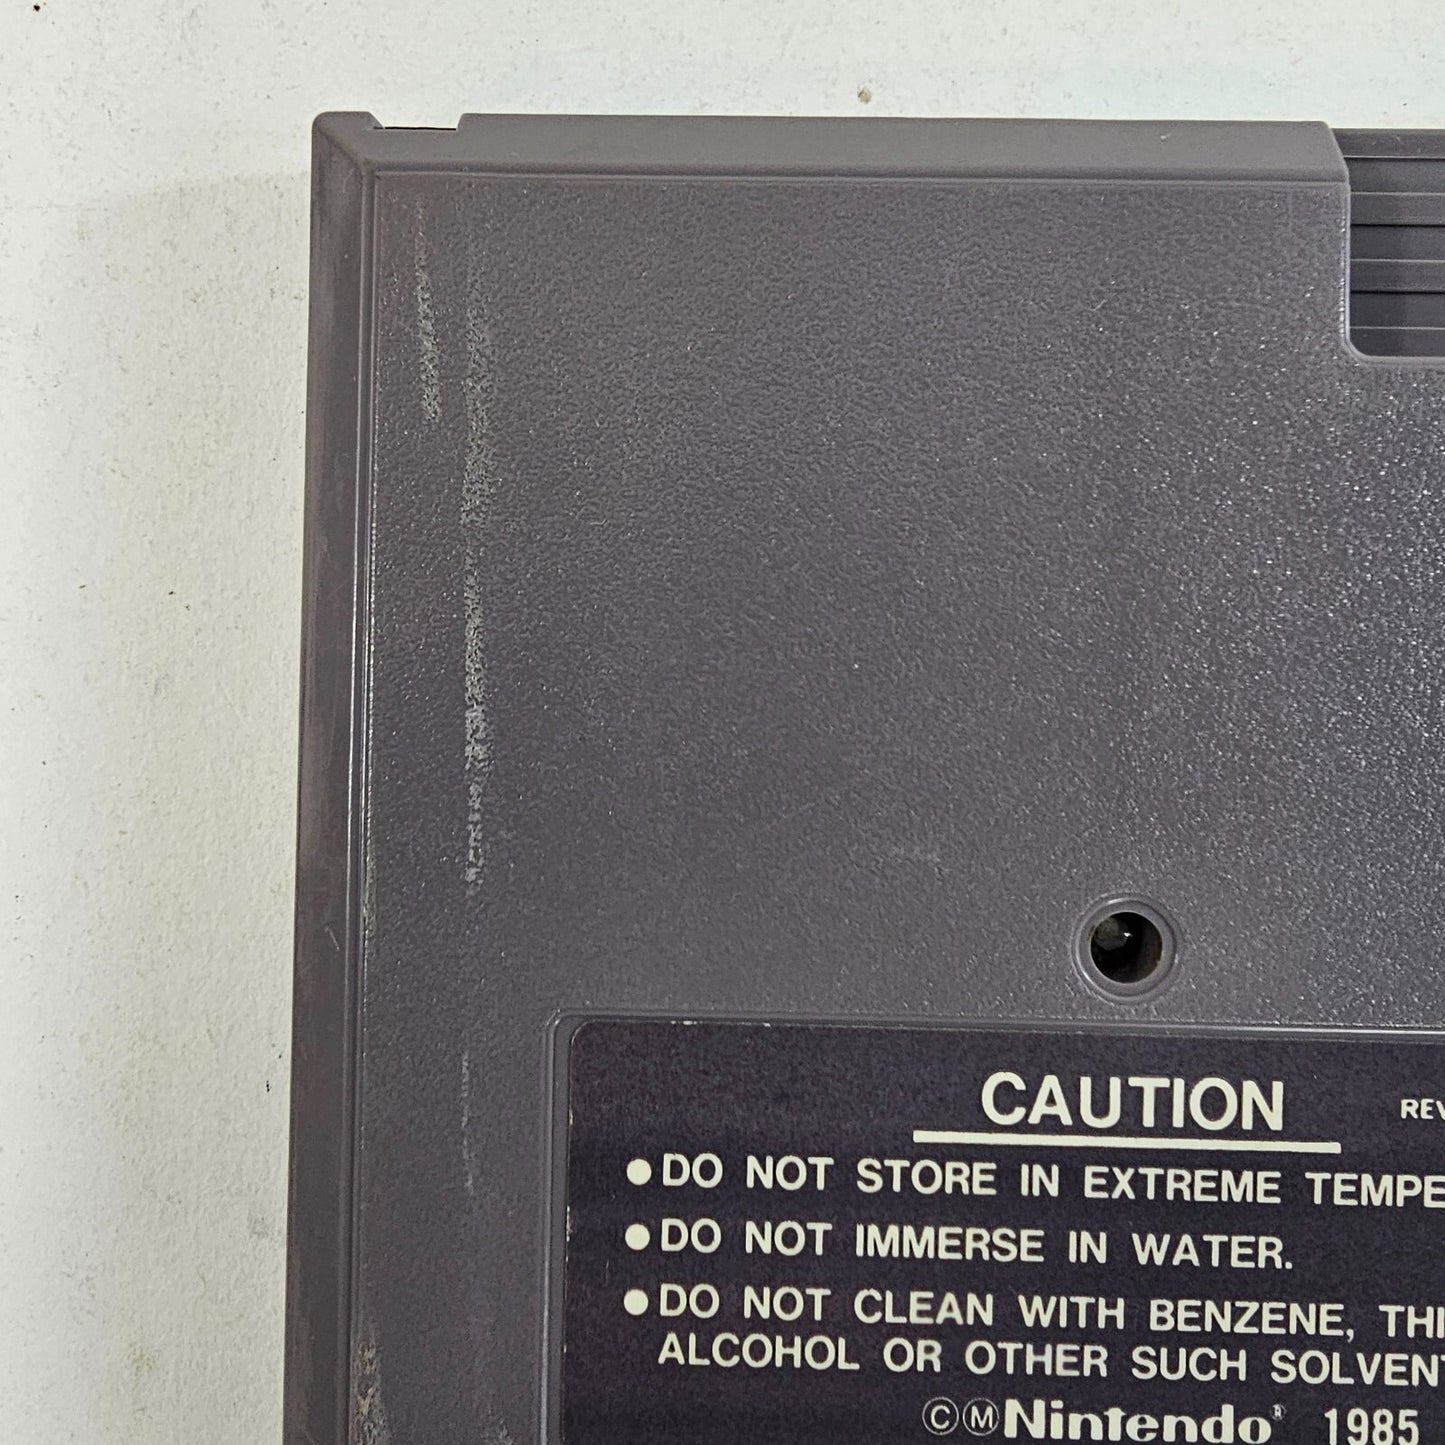 CAUTION
REV
●DO NOT STORE IN EXTREME TEMPE
●DO NOT IMMERSE IN WATER.
●DO NOT CLEAN WITH BENZENE, THI
ALCOHOL OR OTHER SUCH SOLVENT
©ⓂNintendo® 1985